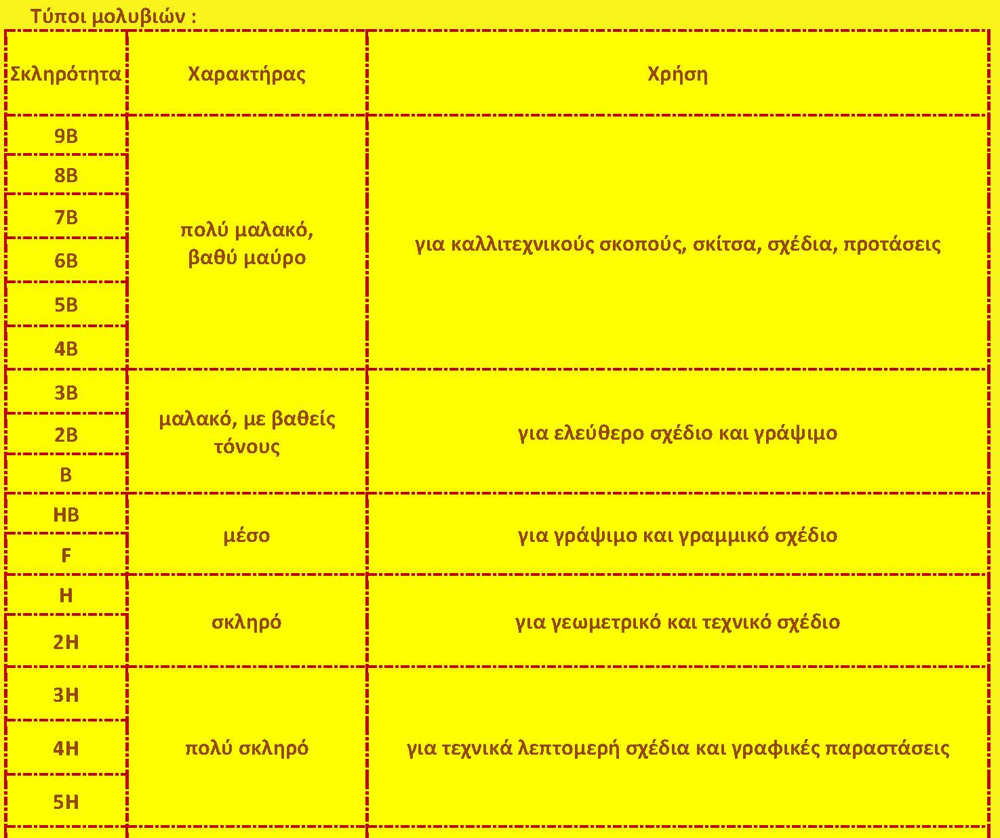 Τύποι μολυβιών :
Σκληρότητα Χαρακτήρας Χρήση
9B
8B
7B
6B
5B
4B
πολύ μαλακό,
βαθύ μαύρο
για καλλιτεχνικούς σκοπούς, σκίτσα, σχέδια, προτάσεις
3B
2B
B
μαλακό, με βαθείς
τόνους
για ελεύθερο σχέδιο και γράψιμο
HB
F
μέσο
για γράψιμο και γραμμικό σχέδιο
H
2H
σκληρό
για γεωμετρικό και τεχνικό σχέδιο
3H
4H
5H
πολύ σκληρό
για τεχνικά λεπτομερή σχέδια και γραφικές παραστάσεις